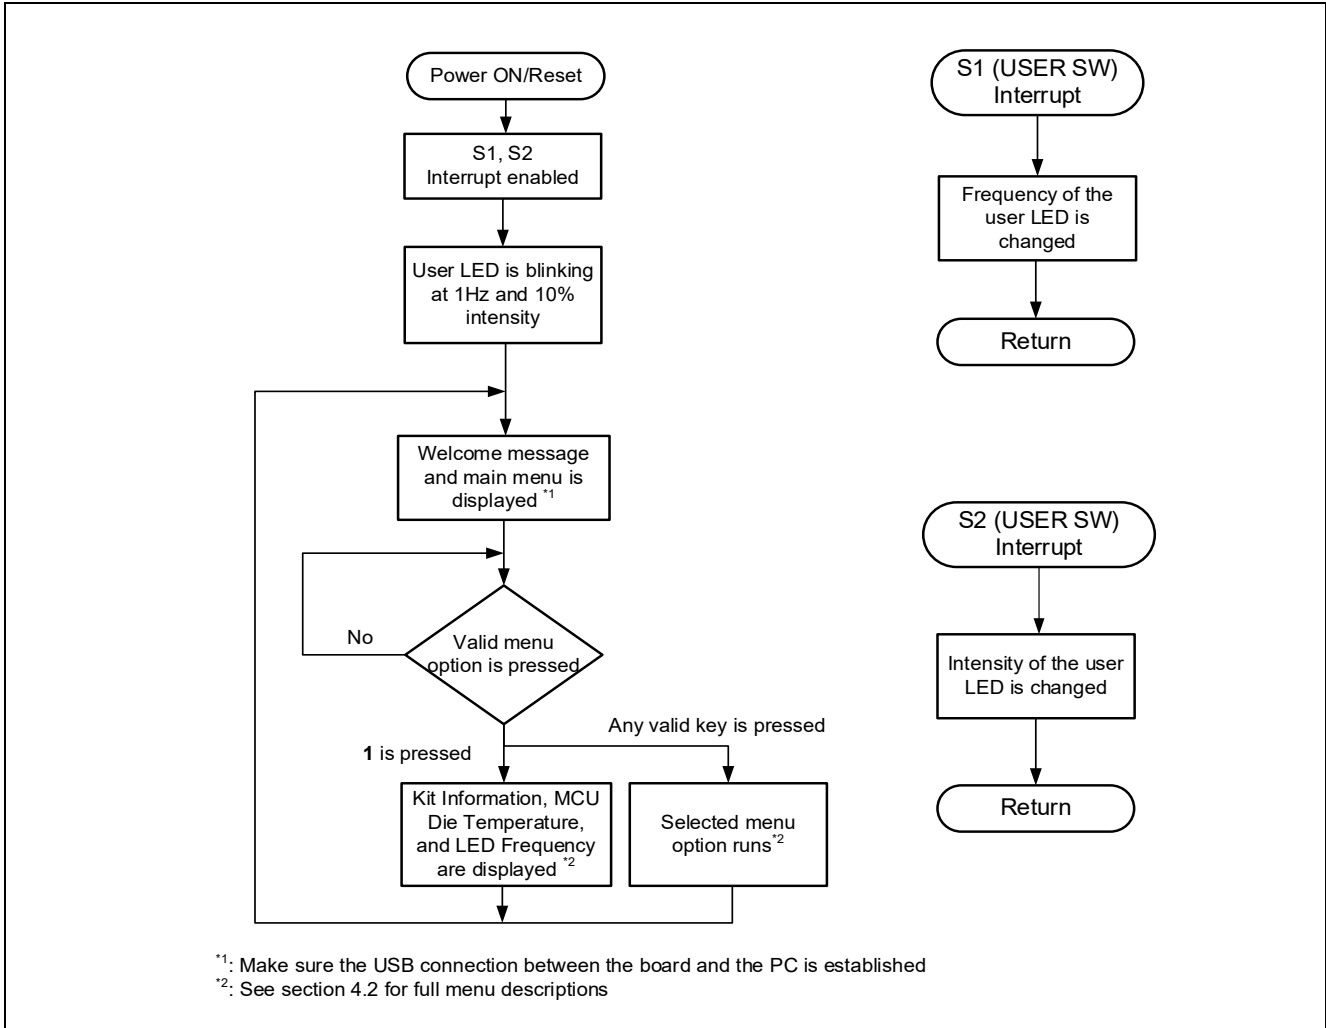 Power ON/Reset
S1, S2
Interrupt enabled
User LED is blinking
at 1Hz and 10%
intensity
Welcome message
and main menu is
displayed *1
No
Valid menu
option is pressed
1 is pressed
Any valid key is pressed
Kit Information, MCU
Die Temperature,
and LED Frequency
are displayed *2
Selected menu
option runs*2
S1 (USER SW)
Interrupt
Frequency of the
user LED is
changed
Return
S2 (USER SW)
Interrupt
Intensity of the user
LED is changed
Return
*1: Make sure the USB connection between the board and the PC is established
*2: See section 4.2 for full menu descriptions